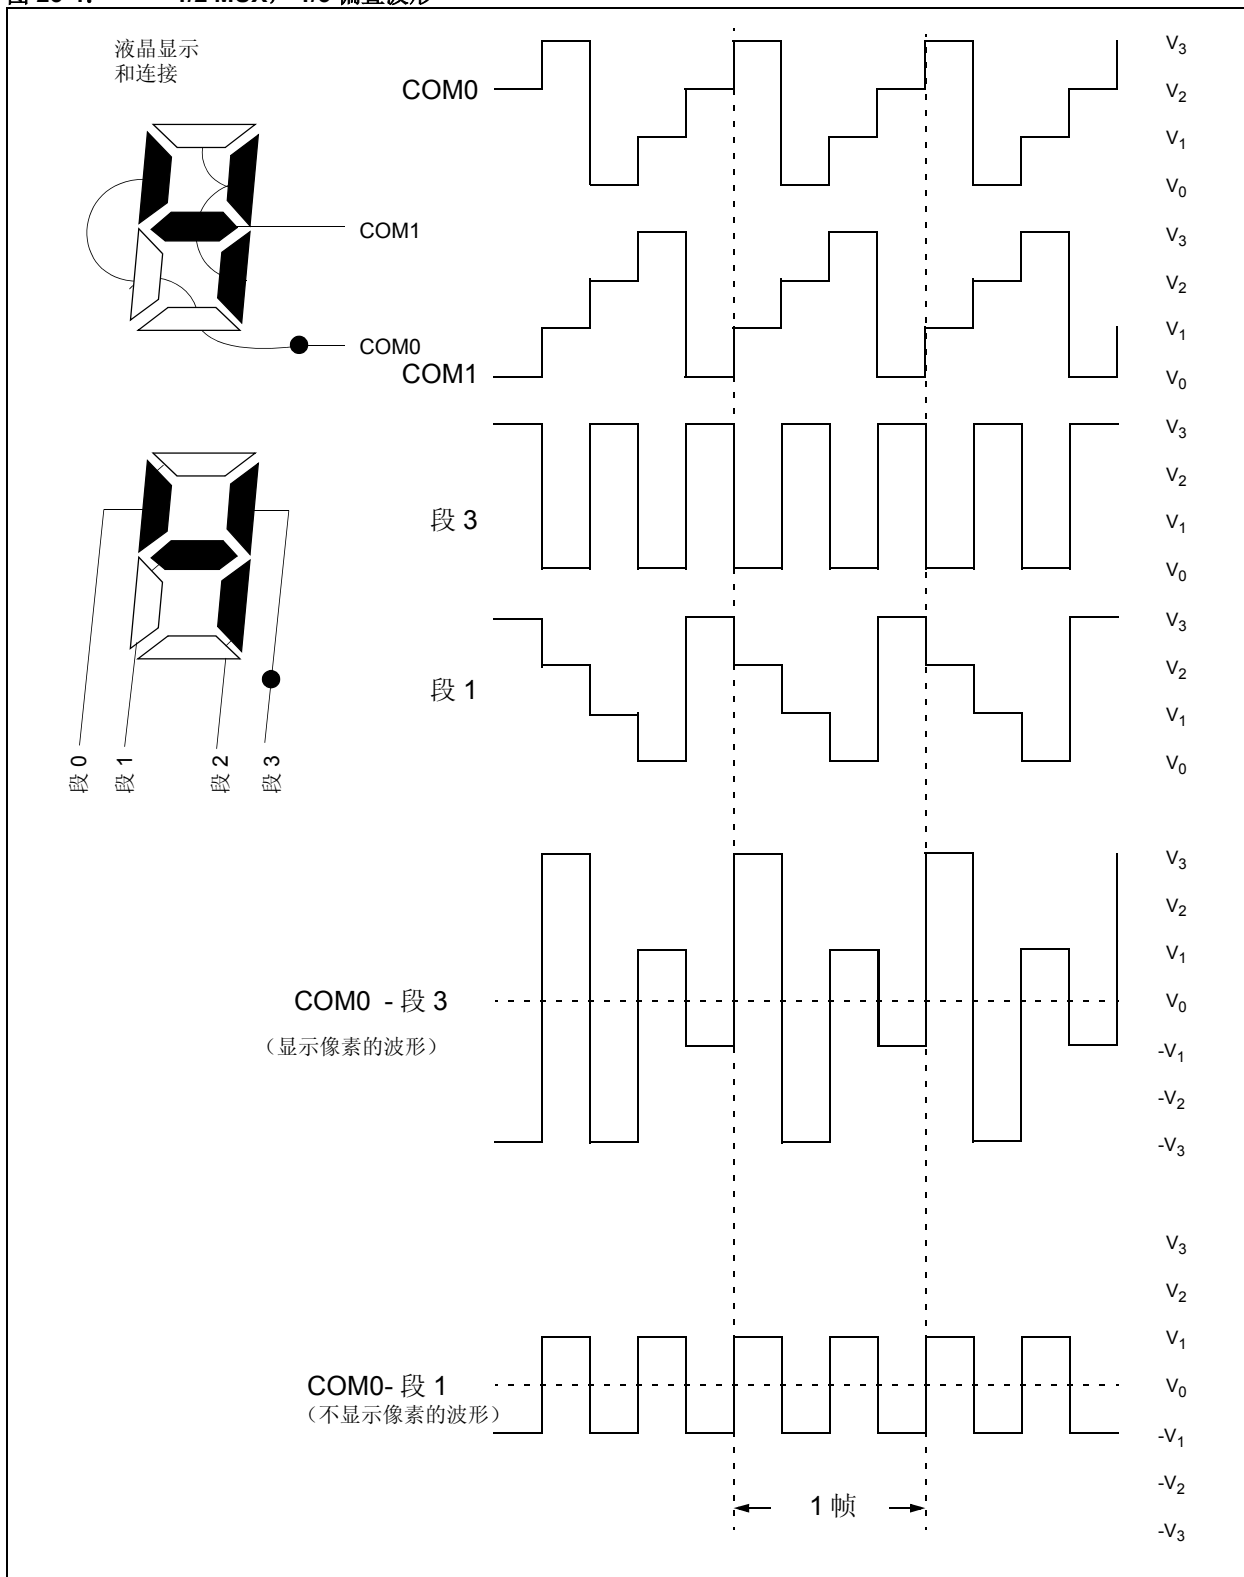 液晶显示
和连接
COM1
COM0
段 0
段 1
段 2
段 3
COM0
V3
V2
V1
V0
COM1
V3
V2
V1
V0
段 3
V3
V2
V1
V0
段 1
V3
V2
V1
V0
COM0 - 段 3
（显示像素的波形）
V3
V2
V1
V0
-V1
-V2
-V3
COM0- 段 1
（不显示像素的波形）
V3
V2
V1
V0
-V1
-V2
-V3
1 帧